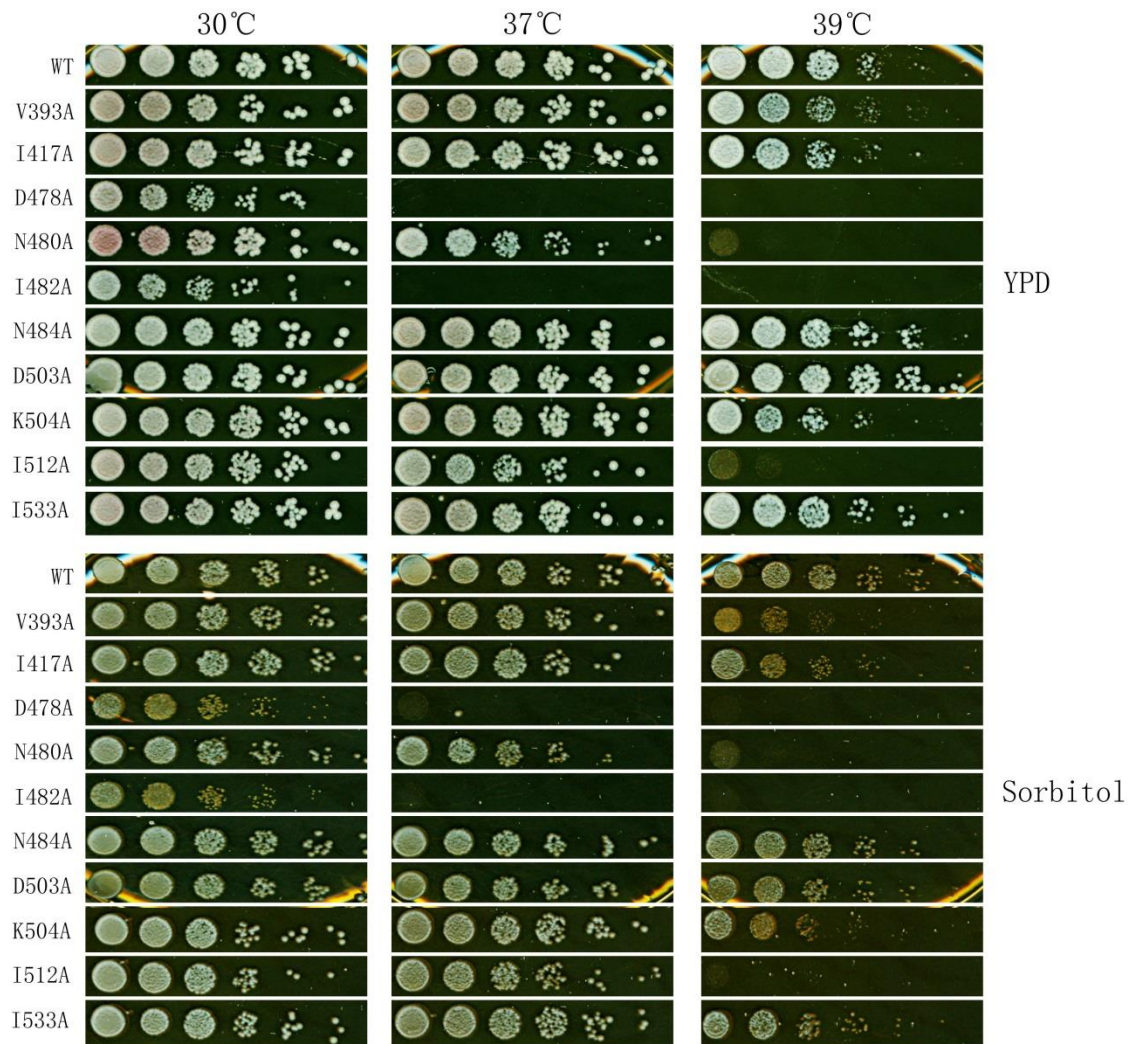 30℃ 37℃ 39℃
WT
V393A
I417A
D478A
N480A
I482A
N484A
D503A
K504A
I512A
I533A
YPD
WT
V393A
I417A
D478A
N480A
I482A
N484A
D503A
K504A
I512A
I533A
Sorbitol